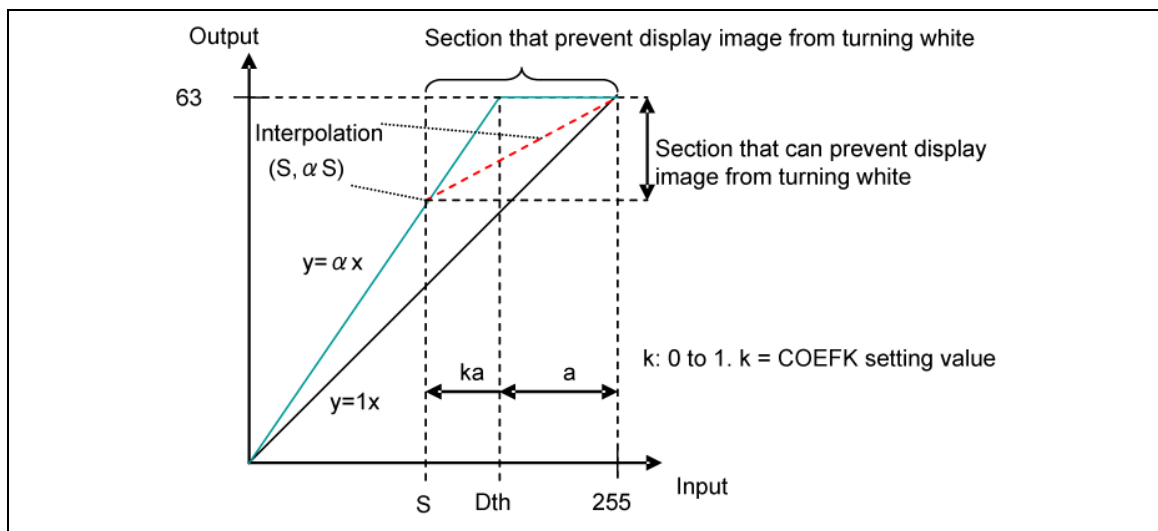 Output
Section that prevent display image from turning white
63
Interpolation
(S, α S)
Section that can prevent display
image from turning white
y= α x
k: 0 to 1. k = COEFK setting value
ka
a
y=1x
Input
S
Dth
255